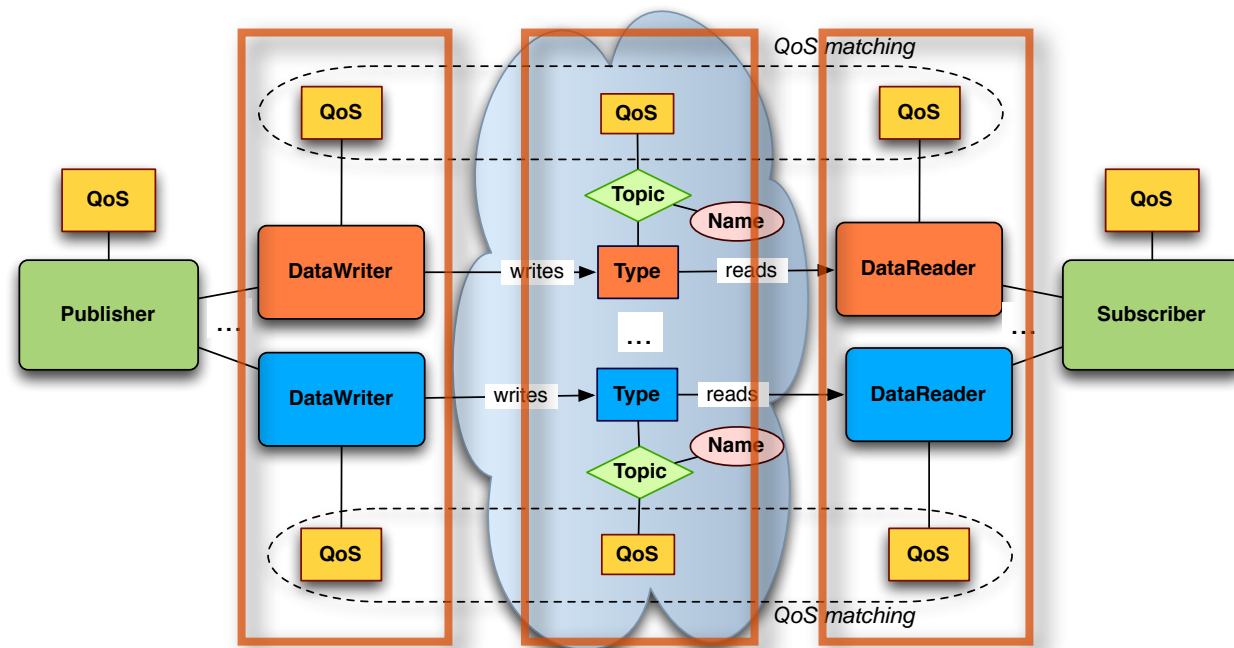 QoS matching
QoS
QoS
QoS
QoS
QoS
Topic
Name
DataWriter
writes
Type
reads
DataReader
Publisher
...
...
Subscriber
...
DataWriter
writes
Type
reads
DataReader
Name
Topic
QoS
QoS
QoS
QoS matching